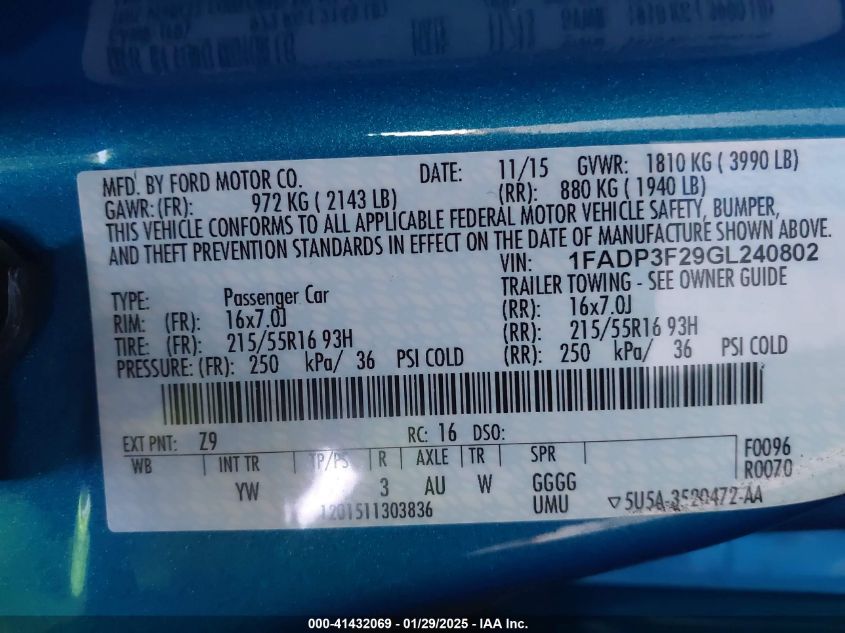 MFD. BY FORD MOTOR CO. DATE: 11/15 GVWR: 1810 KG ( 3990 LB)
GAWR: (FR): 972 KG ( 2143 LB) (RR): 880 KG ( 1940 LB)
THIS VEHICLE CONFORMS TO ALL APPLICABLE FEDERAL MOTOR VEHICLE SAFETY, BUMPER,
AND THEFT PREVENTION STANDARDS IN EFFECT ON THE DATE OF MANUFACTURE SHOWN ABOVE.
VIN: 1FADP3F29GL240802
TYPE: Passenger Car TRAILER TOWING - SEE OWNER GUIDE
RIM: (FR): 16x7.0J (RR): 16x7.0J
TIRE: (FR): 215/55R16 93H (RR): 215/55R16 93H
PRESSURE: (FR): 250 kPa/ 36 PSI COLD (RR): 250 kPa/ 36 PSI COLD
EXT PNT: Z9 RC: 16 DSO:
WB INT TR TP/PS R AXLE TR SPR F0096
YW 3 AU W GGGG R0070
1201511303836 UMU ▽5U5A-3520472-AA
000-41432069 - 01/29/2025 - IAA Inc.